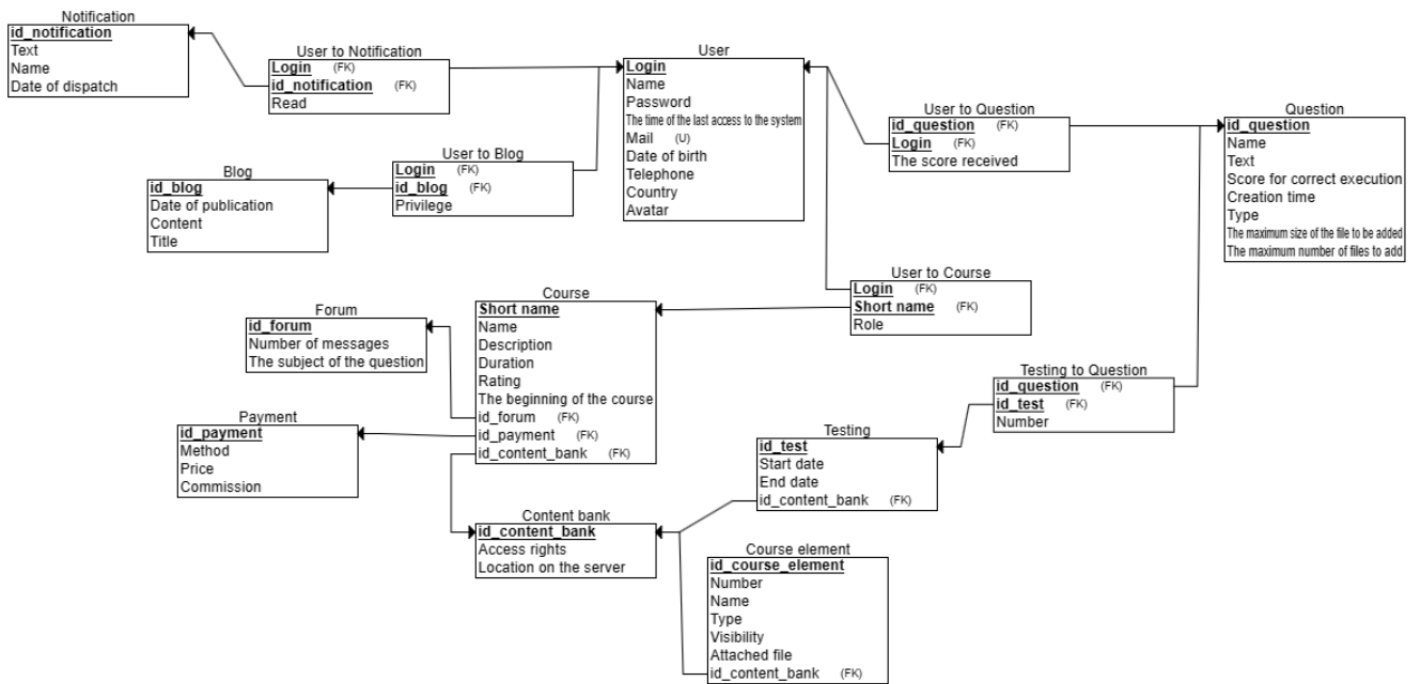 Notification
id_notification
Text
Name
Date of dispatch
User to Notification
Login (FK)
id_notification (FK)
Read
User
Login
Name
Password
The time of the last access to the system
Mail (U)
Date of birth
Telephone
Country
Avatar
User to Question
id_question (FK)
Login (FK)
The score received
Question
id_question
Name
Text
Score for correct execution
Creation time
Type
The maximum size of the file to be added
The maximum number of files to add
User to Blog
Login (FK)
id_blog (FK)
Privilege
Blog
id_blog
Date of publication
Content
Title
User to Course
Login (FK)
Short name (FK)
Role
Course
Short name
Name
Description
Duration
Rating
The beginning of the course
id_forum (FK)
id_payment (FK)
id_content_bank (FK)
Forum
id_forum
Number of messages
The subject of the question
Testing to Question
id_question (FK)
id_test (FK)
Number
Payment
id_payment
Method
Price
Commission
Testing
id_test
Start date
End date
id_content_bank (FK)
Content bank
id_content_bank
Access rights
Location on the server
Course element
id_course_element
Number
Name
Type
Visibility
Attached file
id_content_bank (FK)